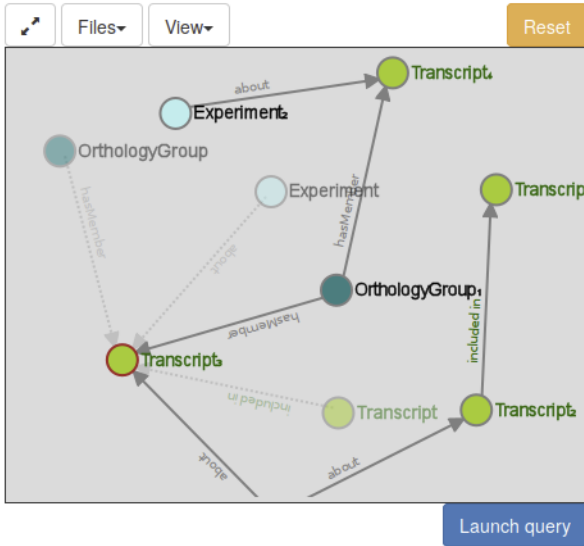 Files View Reset
Transcript₄
about
Experiment₂
OrthologyGroup
Experiment
Transcrip
hasMember
hasMember
about
OrthologyGroup₁
hasMember
included in
Transcript₃
included in
Transcript
Transcript₂
about
about
Launch query